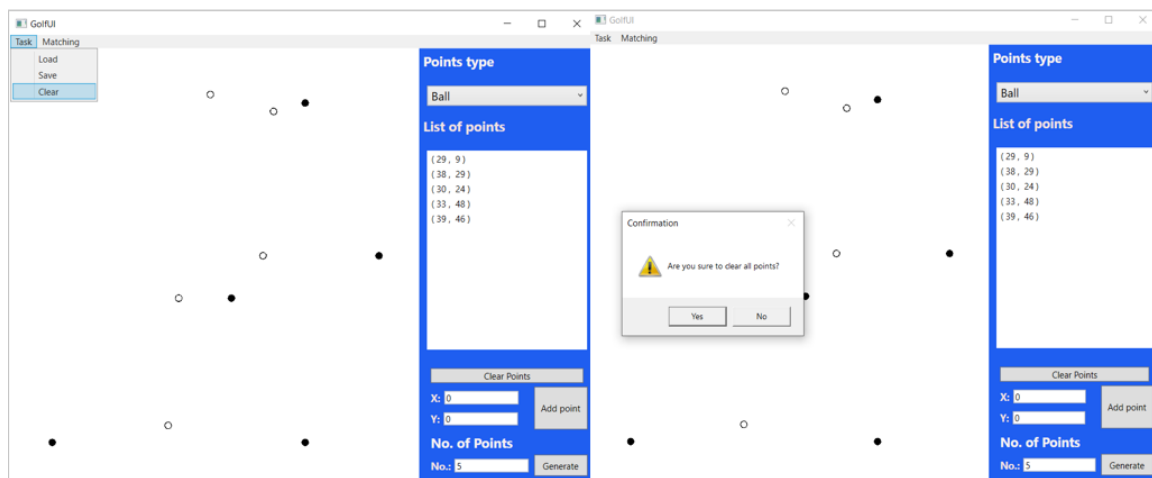 GolfUI
Task Matching
Load
Save
Clear
Points type
Ball
List of points
(29, 9)
(38, 29)
(30, 24)
(33, 48)
(39, 46)
Clear Points
X: 0
Y: 0
Add point
No. of Points
No.: 5
Generate
GolfUI
Task Matching
Points type
Ball
List of points
(29, 9)
(38, 29)
(30, 24)
(33, 48)
(39, 46)
Confirmation
Are you sure to clear all points?
Yes No
Clear Points
X: 0
Y: 0
Add point
No. of Points
No.: 5
Generate